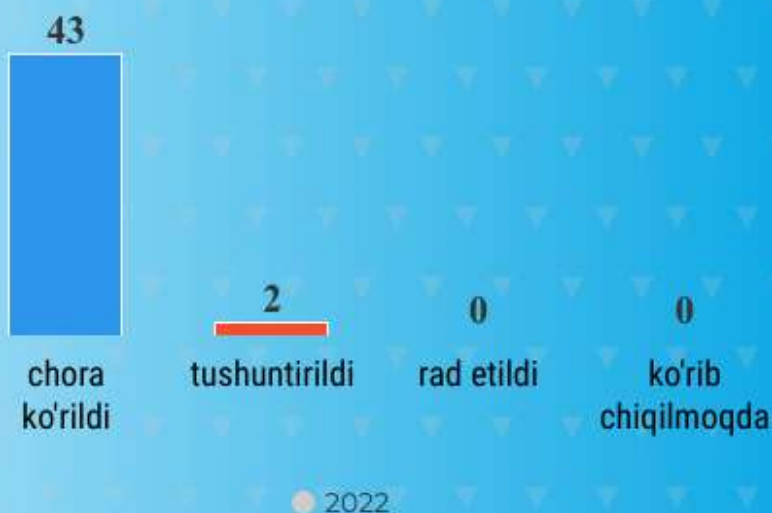 43
2
0
0
chora
ko'rildi
tushuntirildi
rad etildi
ko'rib
chiqilmoqda
2022